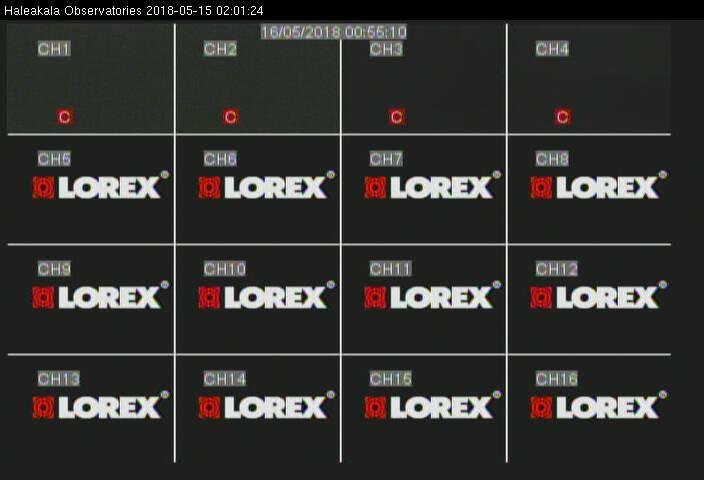 Haleakala Observatories 2018-05-15 02:01:24
16/05/2018 00:55:10
CH1 CH2 CH3 CH4
C C C C
CH5 CH6 CH7 CH8
LOREX® LOREX® LOREX® LOREX®
CH9 CH10 CH11 CH12
LOREX® LOREX® LOREX® LOREX®
CH13 CH14 CH15 CH16
LOREX® LOREX® LOREX® LOREX®